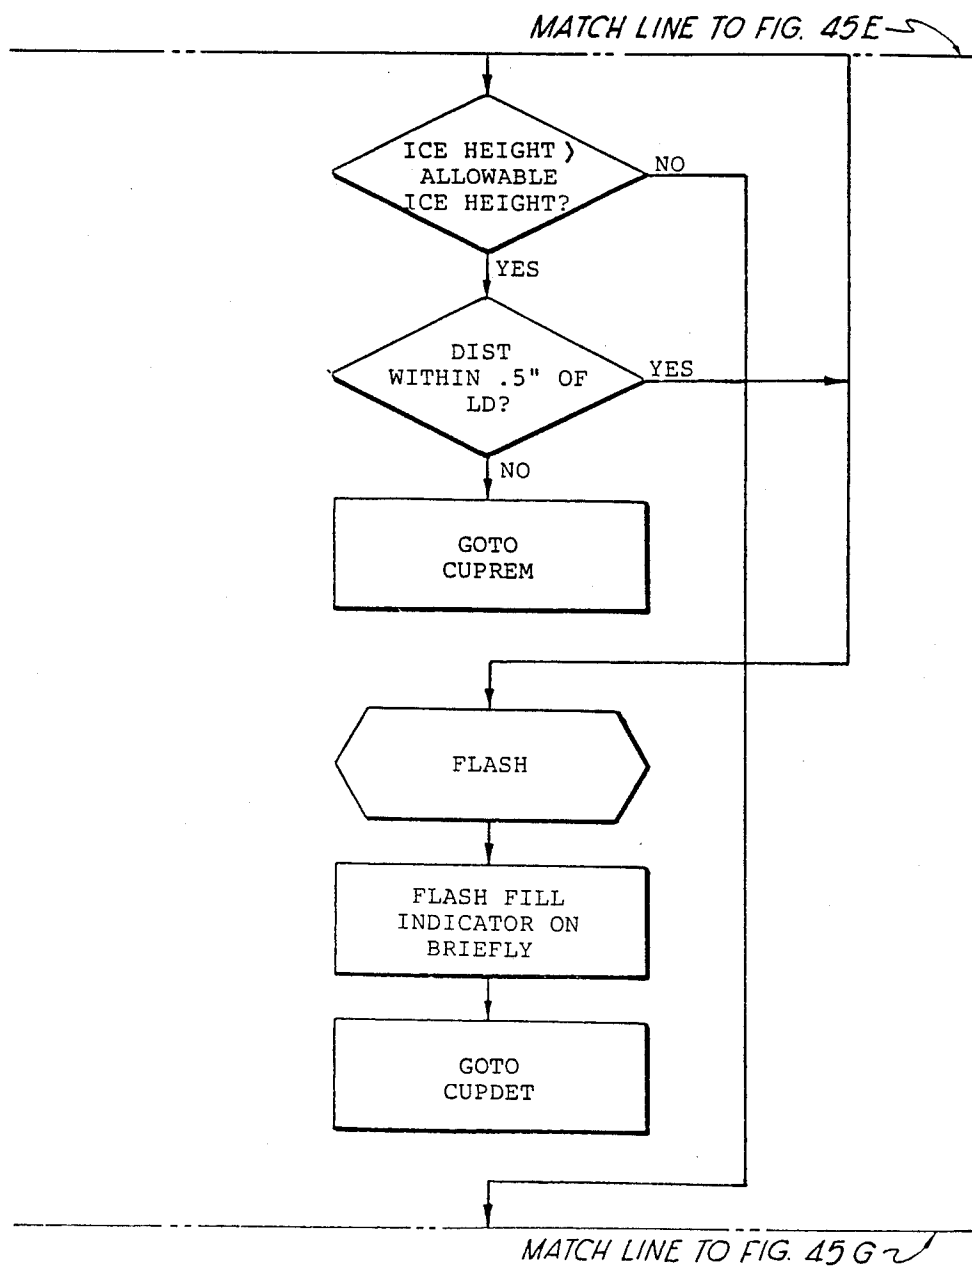 MATCH LINE TO FIG. 45E
ICE HEIGHT >
ALLOWABLE
ICE HEIGHT?
NO
YES
DIST
WITHIN .5" OF
LD?
YES
NO
GOTO
CUPREM
FLASH
FLASH FILL
INDICATOR ON
BRIEFLY
GOTO
CUPDET
MATCH LINE TO FIG. 45G